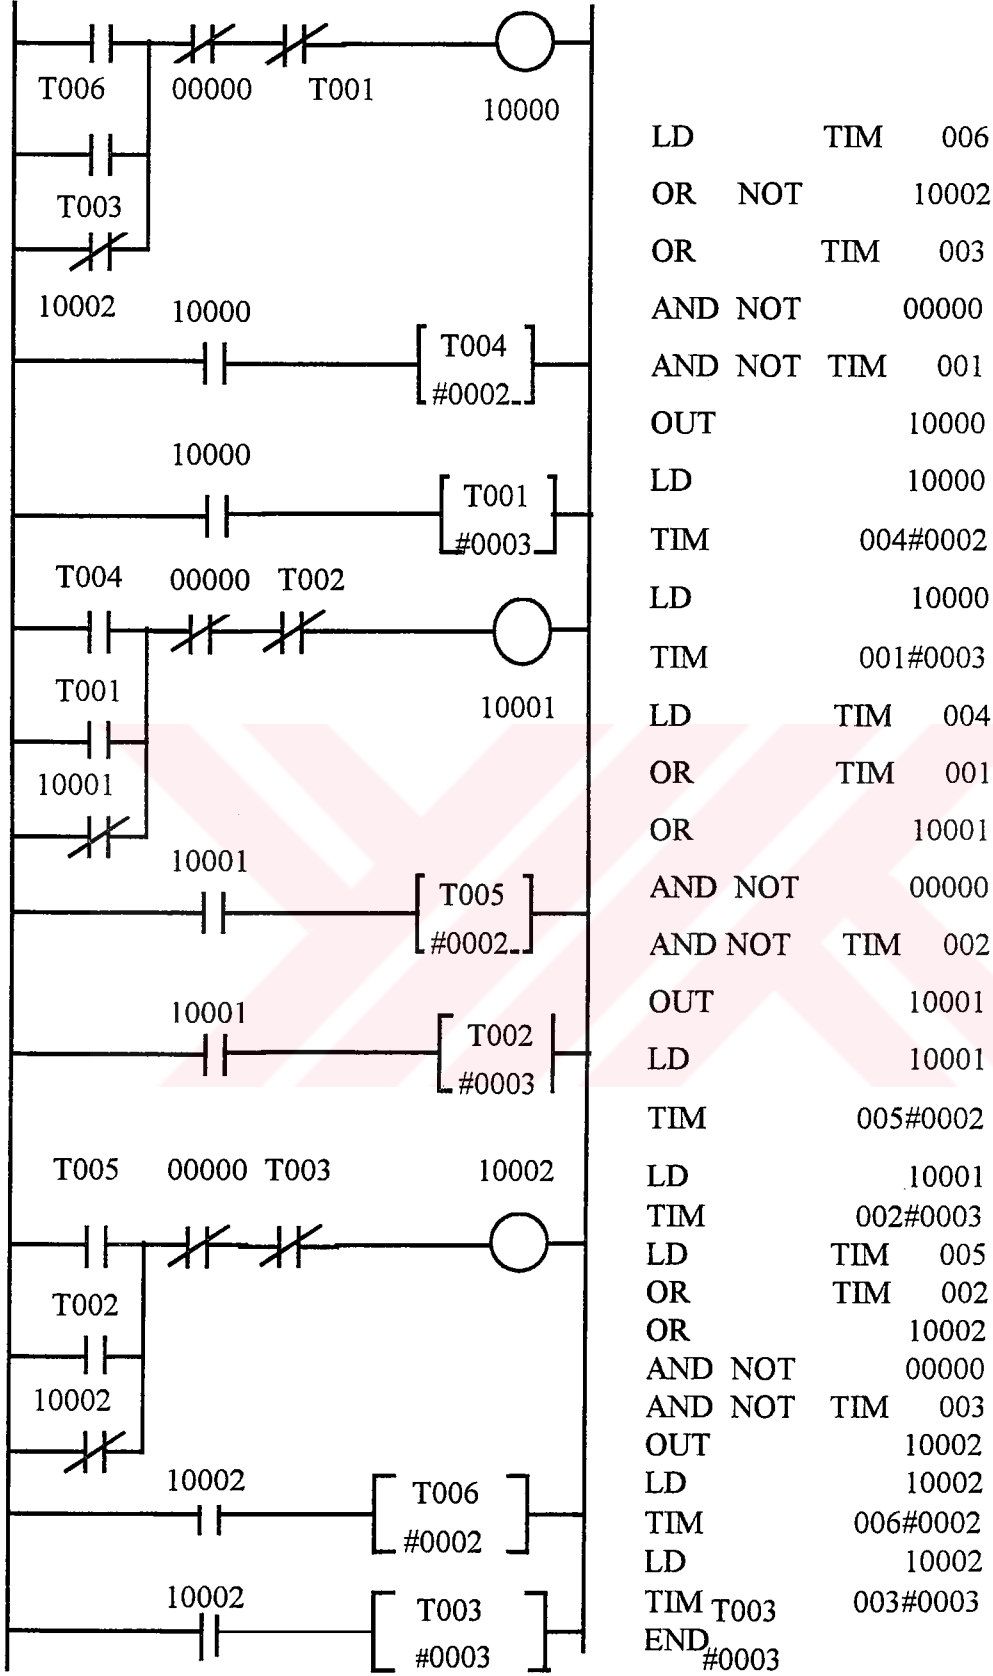 T006 00000 T001
10000
T003
10002 10000
T004
#0002
10000
T001
#0003
T004 00000 T002
T001
10001
10001
10001
T005
#0002
10001
T002
#0003
T005 00000 T003 10002
T002
10002
10002
T006
#0002
10002
T003
#0003
LD TIM 006
OR NOT 10002
OR TIM 003
AND NOT 00000
AND NOT TIM 001
OUT 10000
LD 10000
TIM 004#0002
LD 10000
TIM 001#0003
LD TIM 004
OR TIM 001
OR 10001
AND NOT 00000
AND NOT TIM 002
OUT 10001
LD 10001
TIM 005#0002
LD 10001
TIM 002#0003
LD TIM 005
OR TIM 002
OR 10002
AND NOT 00000
AND NOT TIM 003
OUT 10002
LD 10002
TIM 006#0002
LD 10002
TIM T003 003#0003
END #0003